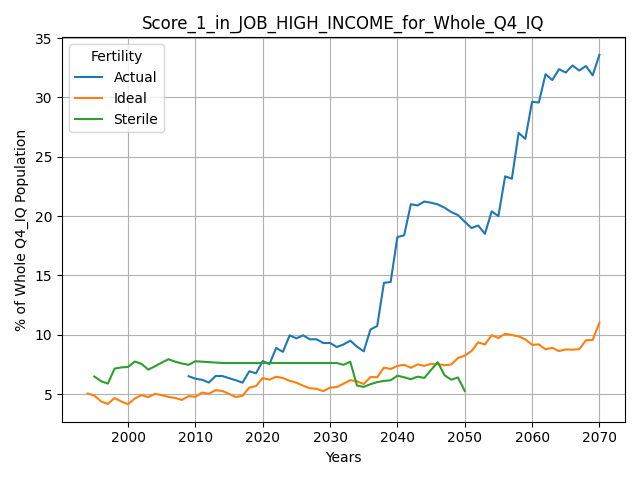 Score_1_in_JOB_HIGH_INCOME_for_Whole_Q4_IQ
Fertility
Actual
Ideal
Sterile
% of Whole Q4_IQ Population
35
30
25
20
15
10
5
2000 2010 2020 2030 2040 2050 2060 2070
Years